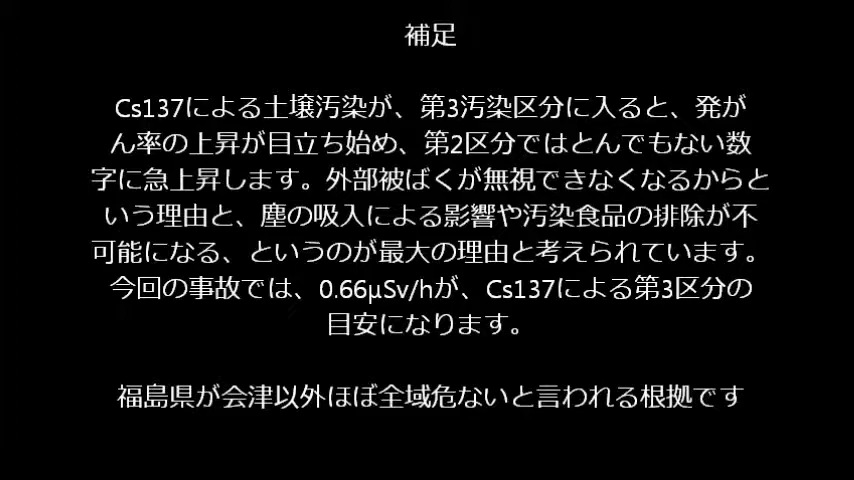 補足
Cs137による土壌汚染が、第3汚染区分に入ると、発が
ん率の上昇が目立ち始め、第2区分ではとんでもない数
字に急上昇します。外部被ばくが無視できなくなるからと
いう理由と、塵の吸入による影響や汚染食品の排除が不
可能になる、というのが最大の理由と考えられています。
今回の事故では、0.66μSv/hが、Cs137による第3区分の
目安になります。
福島県が会津以外ほぼ全域危ないと言われる根拠です